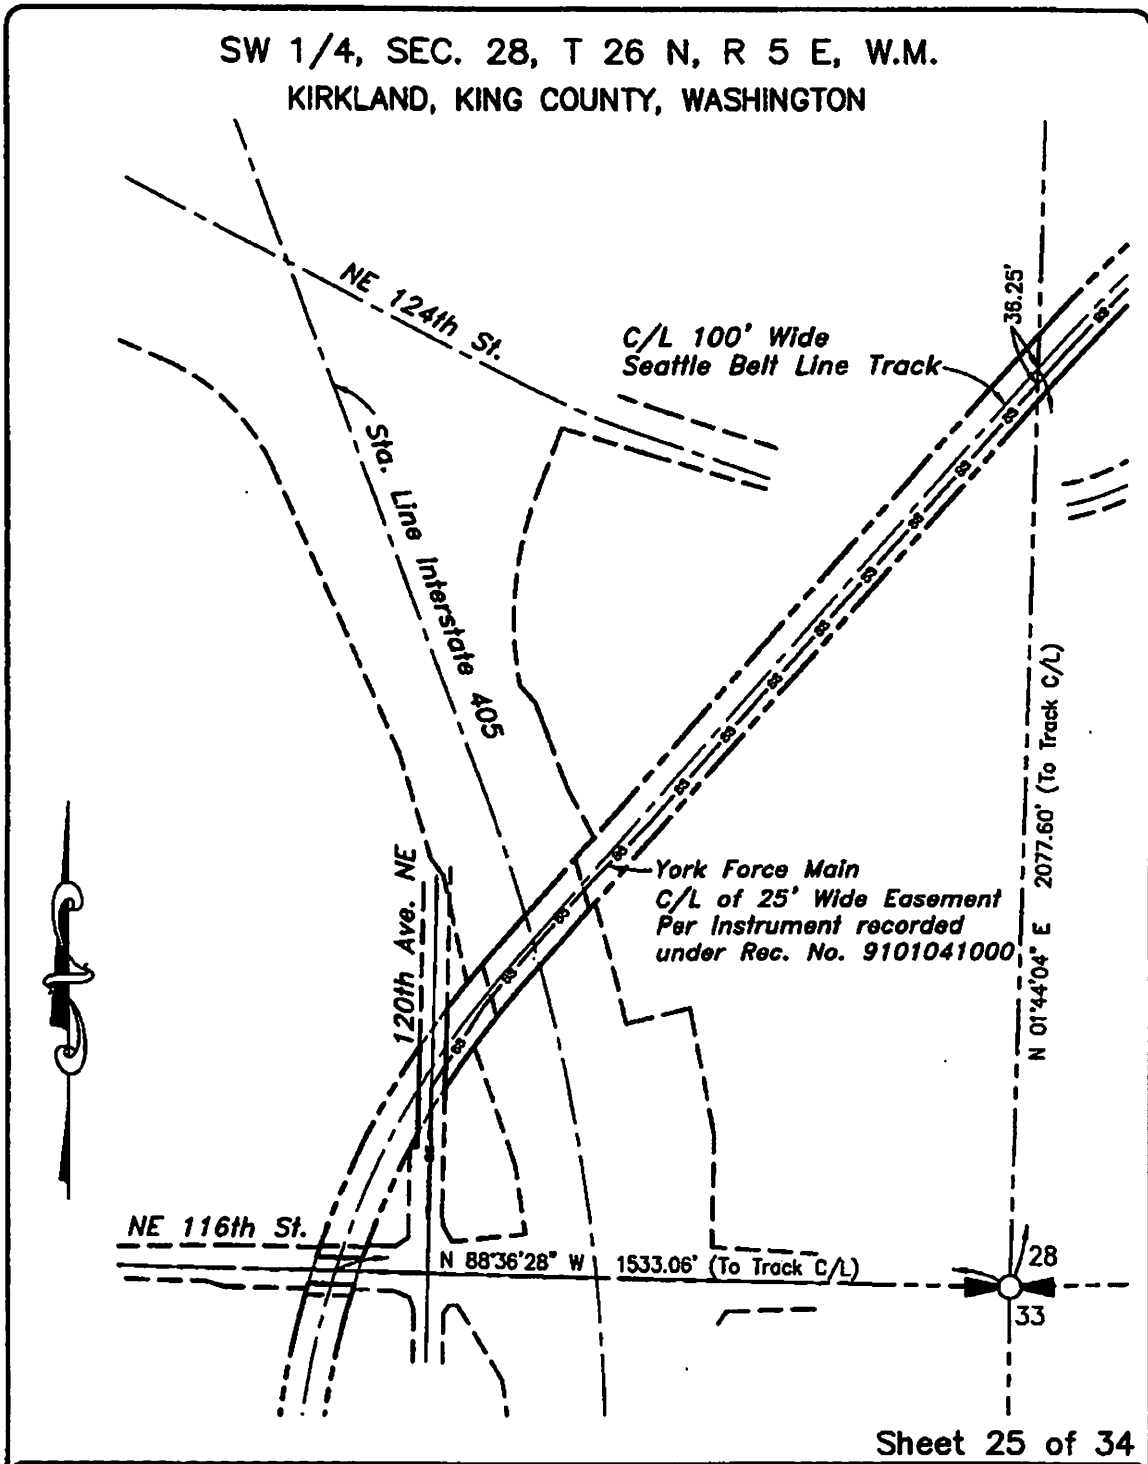 SW 1/4, SEC. 28, T 26 N, R 5 E, W.M.
KIRKLAND, KING COUNTY, WASHINGTON
NE 124th St.
C/L 100' Wide
Seattle Belt Line Track
36.25'
Sta. Line Interstate 405
N 01°44'04" E 2077.60' (To Track C/L)
120th Ave. NE
York Force Main
C/L of 25' Wide Easement
Per Instrument recorded
under Rec. No. 9101041000
NE 116th St.
N 88°36'28" W 1533.06' (To Track C/L)
28
33
Sheet 25 of 34